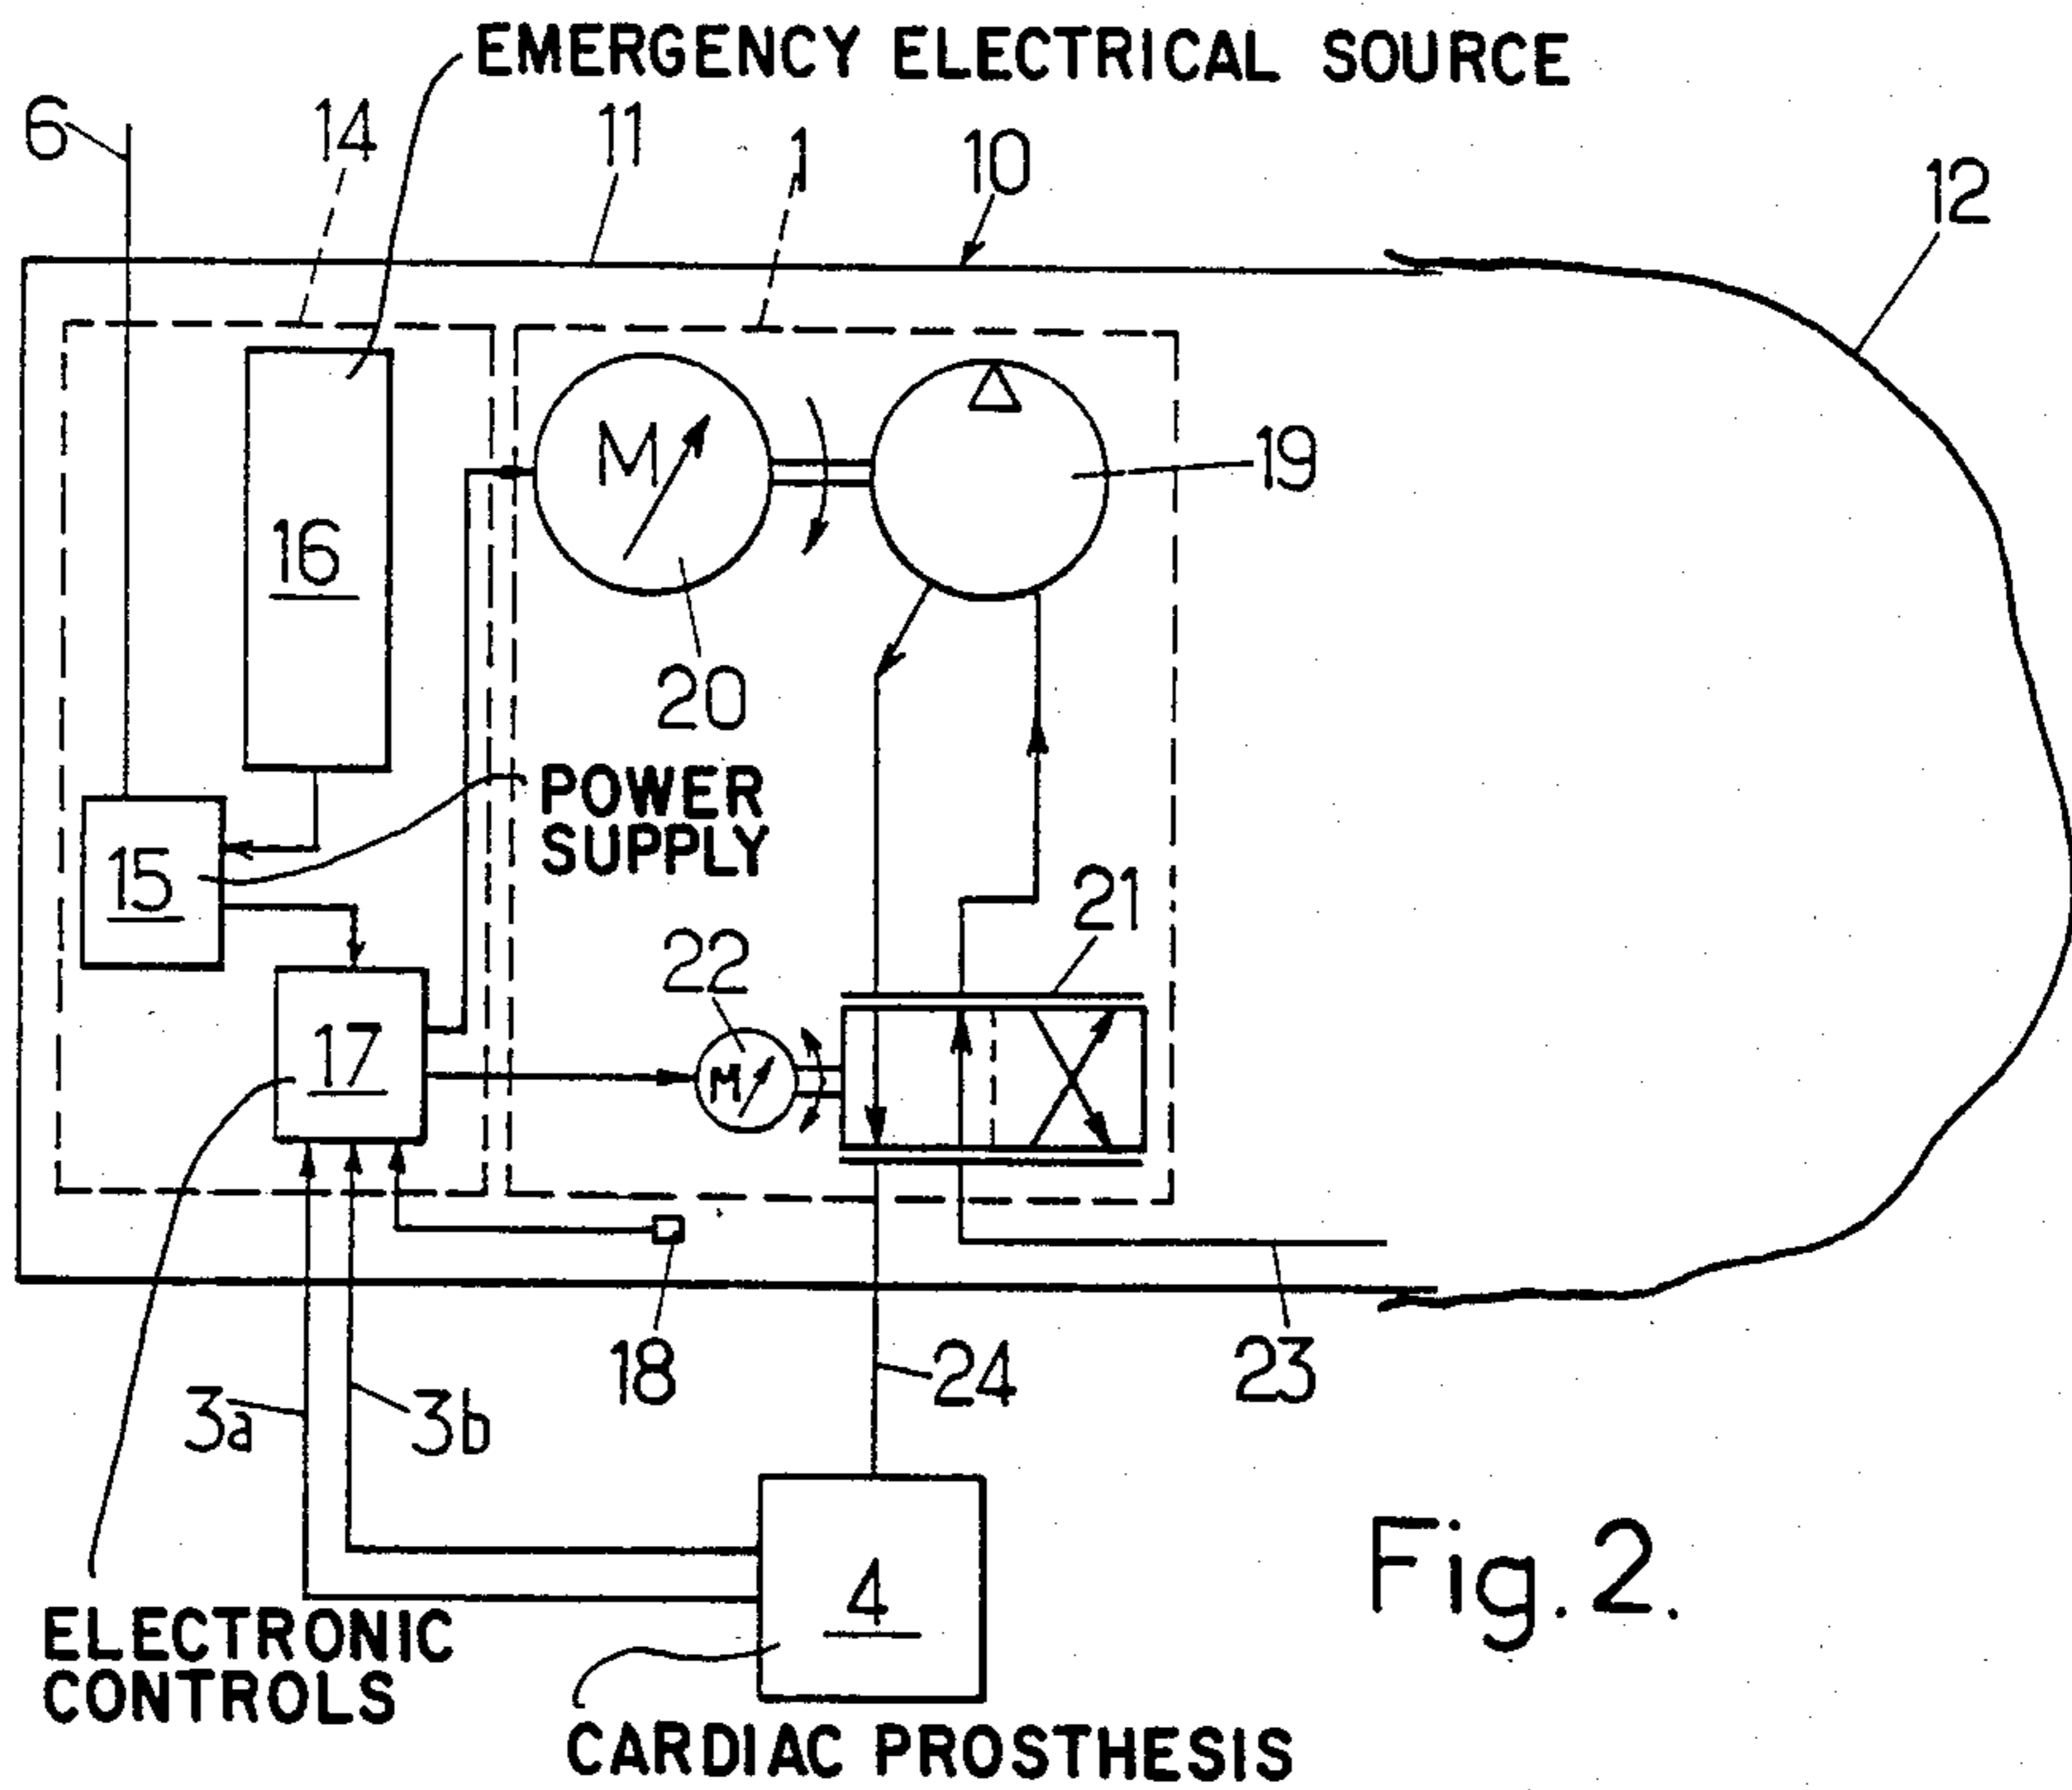 EMERGENCY ELECTRICAL SOURCE
6
14
11
1
10
12
M
19
16
20
POWER
SUPPLY
15
21
22
17
M
18
24
23
3a
3b
4
Fig.2.
ELECTRONIC
CONTROLS
CARDIAC PROSTHESIS